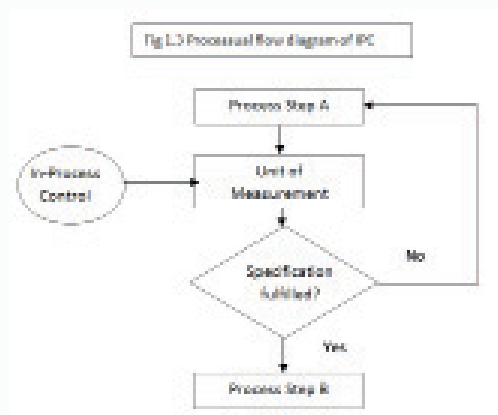 Fig 1.3 Processual flow diagram of IPC
Process Step A
In-Process
Control
Unit of
Measurement
Specification
fulfilled?
No
Yes
Process Step B